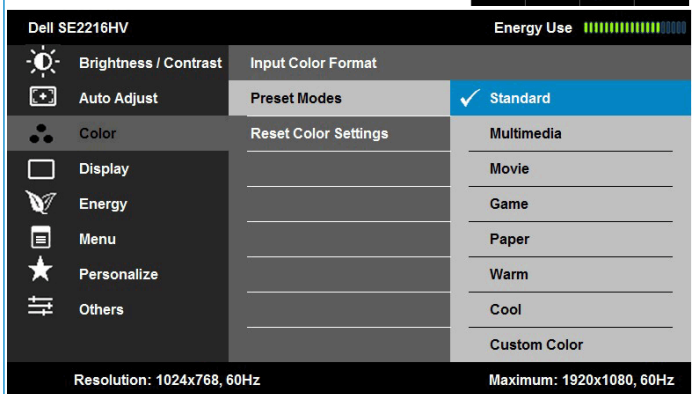 Dell SE2216HV Energy Use
Brightness / Contrast Input Color Format
Auto Adjust Preset Modes Standard
Color Reset Color Settings Multimedia
Display Movie
Energy Game
Menu Paper
Personalize Warm
Others Cool
Custom Color
Resolution: 1024x768, 60Hz Maximum: 1920x1080, 60Hz